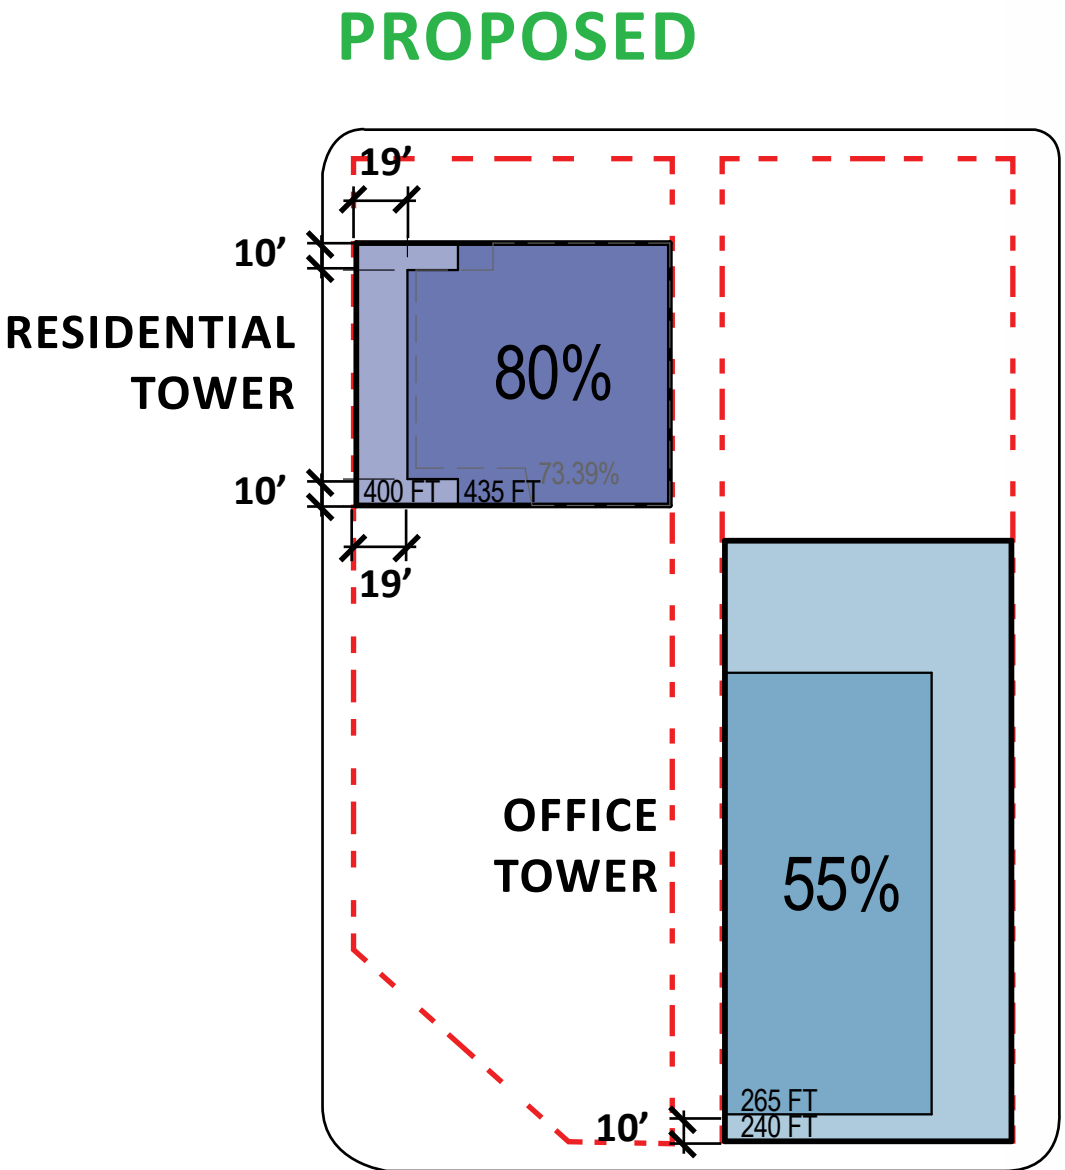 PROPOSED
19’
10’
RESIDENTIAL
TOWER
80%
73.39%
10’
400 FT
435 FT
19’
OFFICE
TOWER
55%
265 FT
10’
240 FT